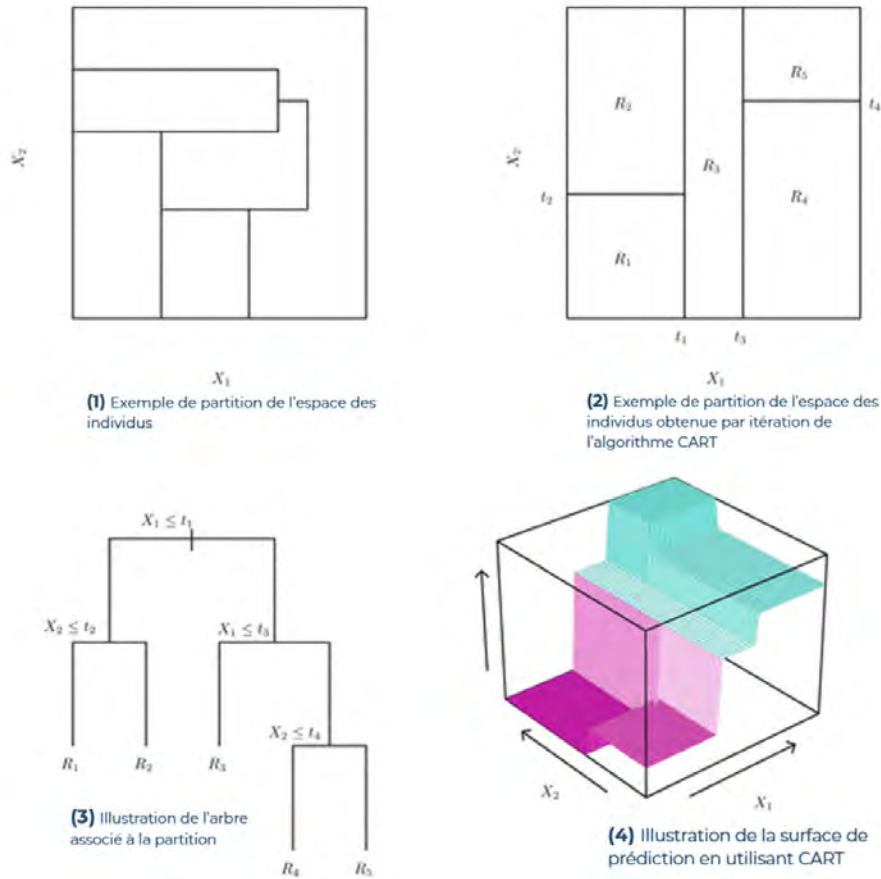 X₂
X₁
(1) Exemple de partition de l'espace des
individus
X₂
R₅
t₄
R₂
R₃
R₄
t₂
R₁
t₁
t₃
X₁
(2) Exemple de partition de l'espace des
individus obtenue par itération de
l'algorithme CART
X₁ ≤ t₁
X₂ ≤ t₂
X₁ ≤ t₃
X₂ ≤ t₄
R₁
R₂
R₃
R₄
R₅
(3) Illustration de l'arbre
associé à la partition
X₂
X₁
(4) Illustration de la surface de
prédiction en utilisant CART